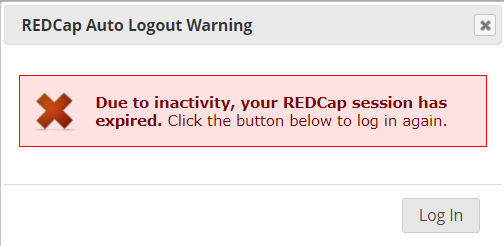 REDCap Auto Logout Warning
Due to inactivity, your REDCap session has
expired. Click the button below to log in again.
Log In